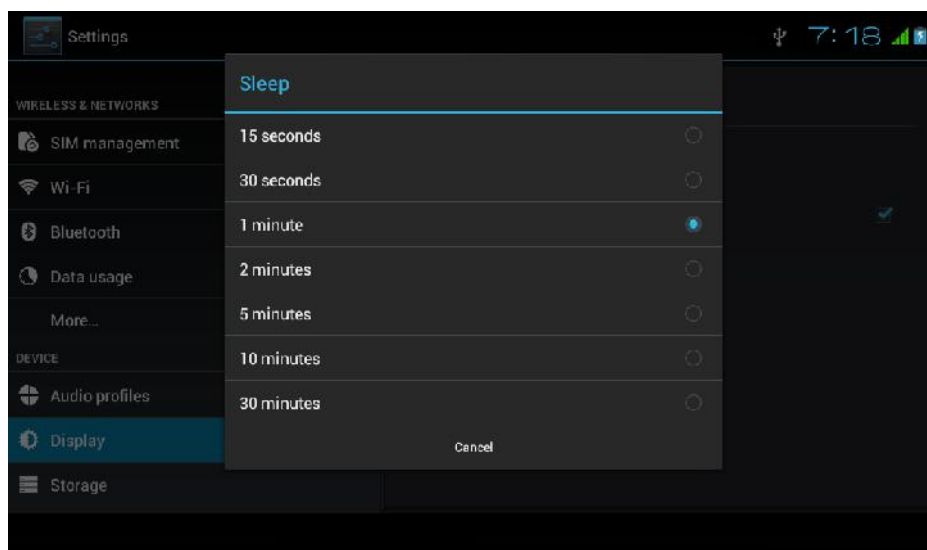 Settings
7:18
WIRELESS & NETWORKS
SIM management
Wi-Fi
Bluetooth
Data usage
More...
DEVICE
Audio profiles
Display
Storage
Sleep
15 seconds
30 seconds
1 minute
2 minutes
5 minutes
10 minutes
30 minutes
Cancel